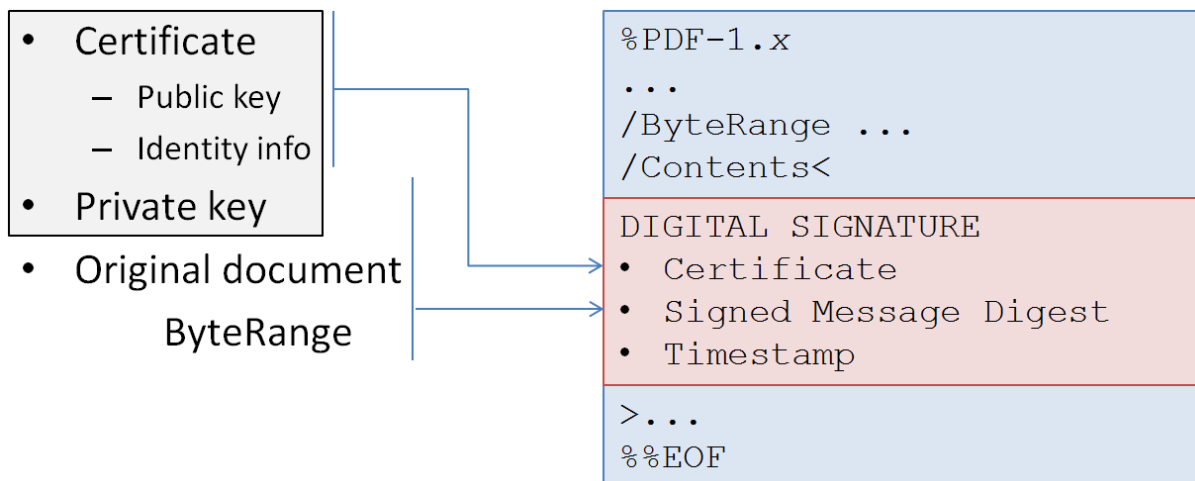 • Certificate
– Public key
– Identity info
• Private key
• Original document
ByteRange
%PDF-1.x
...
/ByteRange ...
/Contents<
DIGITAL SIGNATURE
• Certificate
• Signed Message Digest
• Timestamp
>...
%%EOF